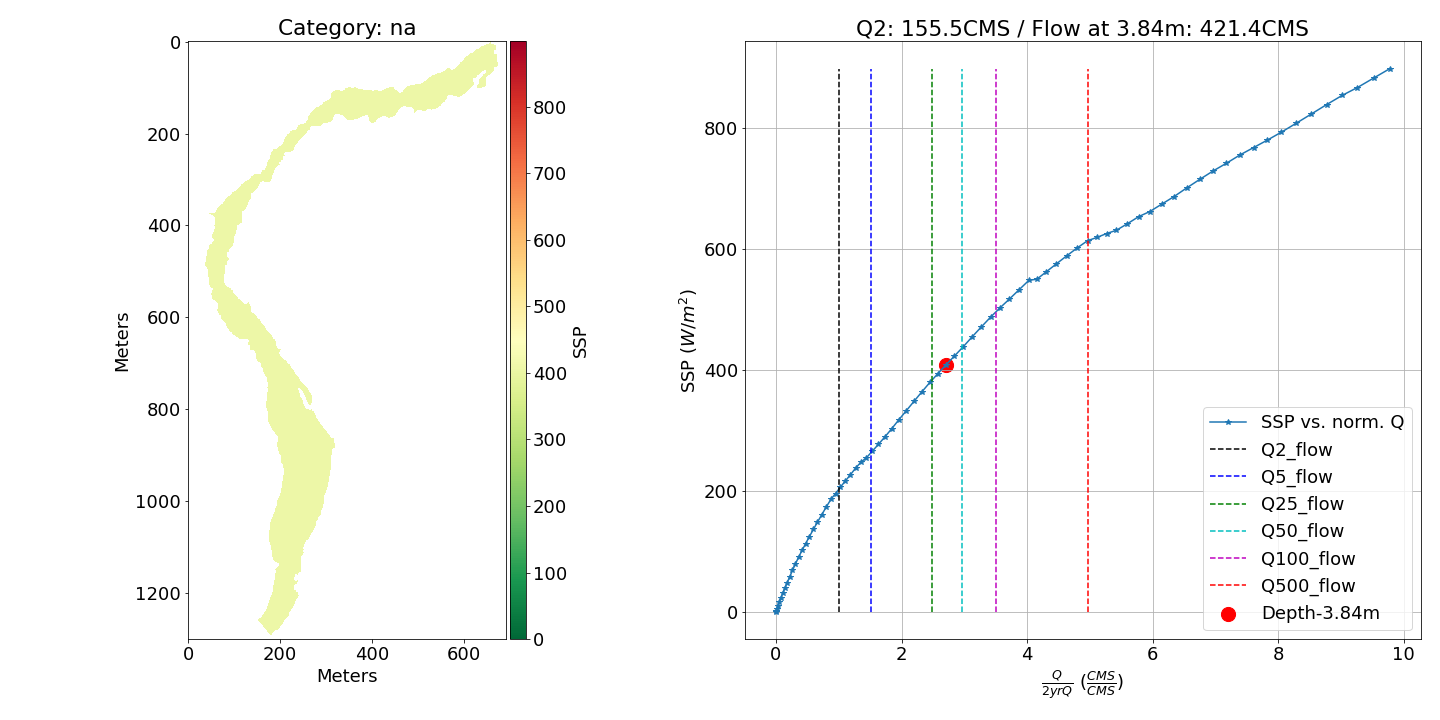 Category: na
0
200
400
600
800
1000
1200
Meters
0
200
400
600
Meters
800
700
600
500
400
300
200
100
0
SSP
Q2: 155.5CMS / Flow at 3.84m: 421.4CMS
800
600
400
200
0
SSP (W/m²)
0
2
4
6
8
10
Q/2yrQ (CMS/CMS)
SSP vs. norm. Q
Q2_flow
Q5_flow
Q25_flow
Q50_flow
Q100_flow
Q500_flow
Depth-3.84m